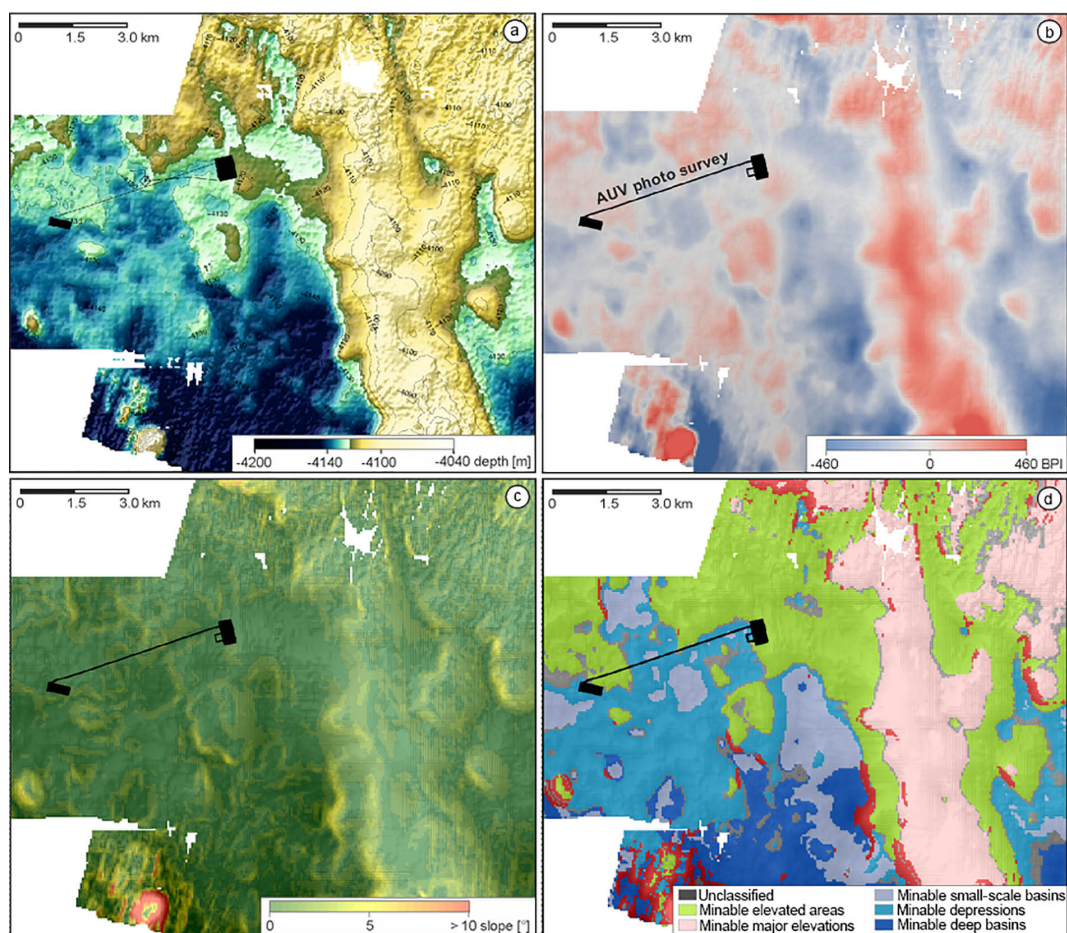 0 1.5 3.0 km
a
-4200 -4140 -4100 -4040 depth [m]
0 1.5 3.0 km
b
AUV photo survey
-460 0 460 BPI
0 1.5 3.0 km
c
0 5 > 10 slope [°]
0 1.5 3.0 km
d
Unclassified
Minable elevated areas
Minable major elevations
Minable small-scale basins
Minable depressions
Minable deep basins